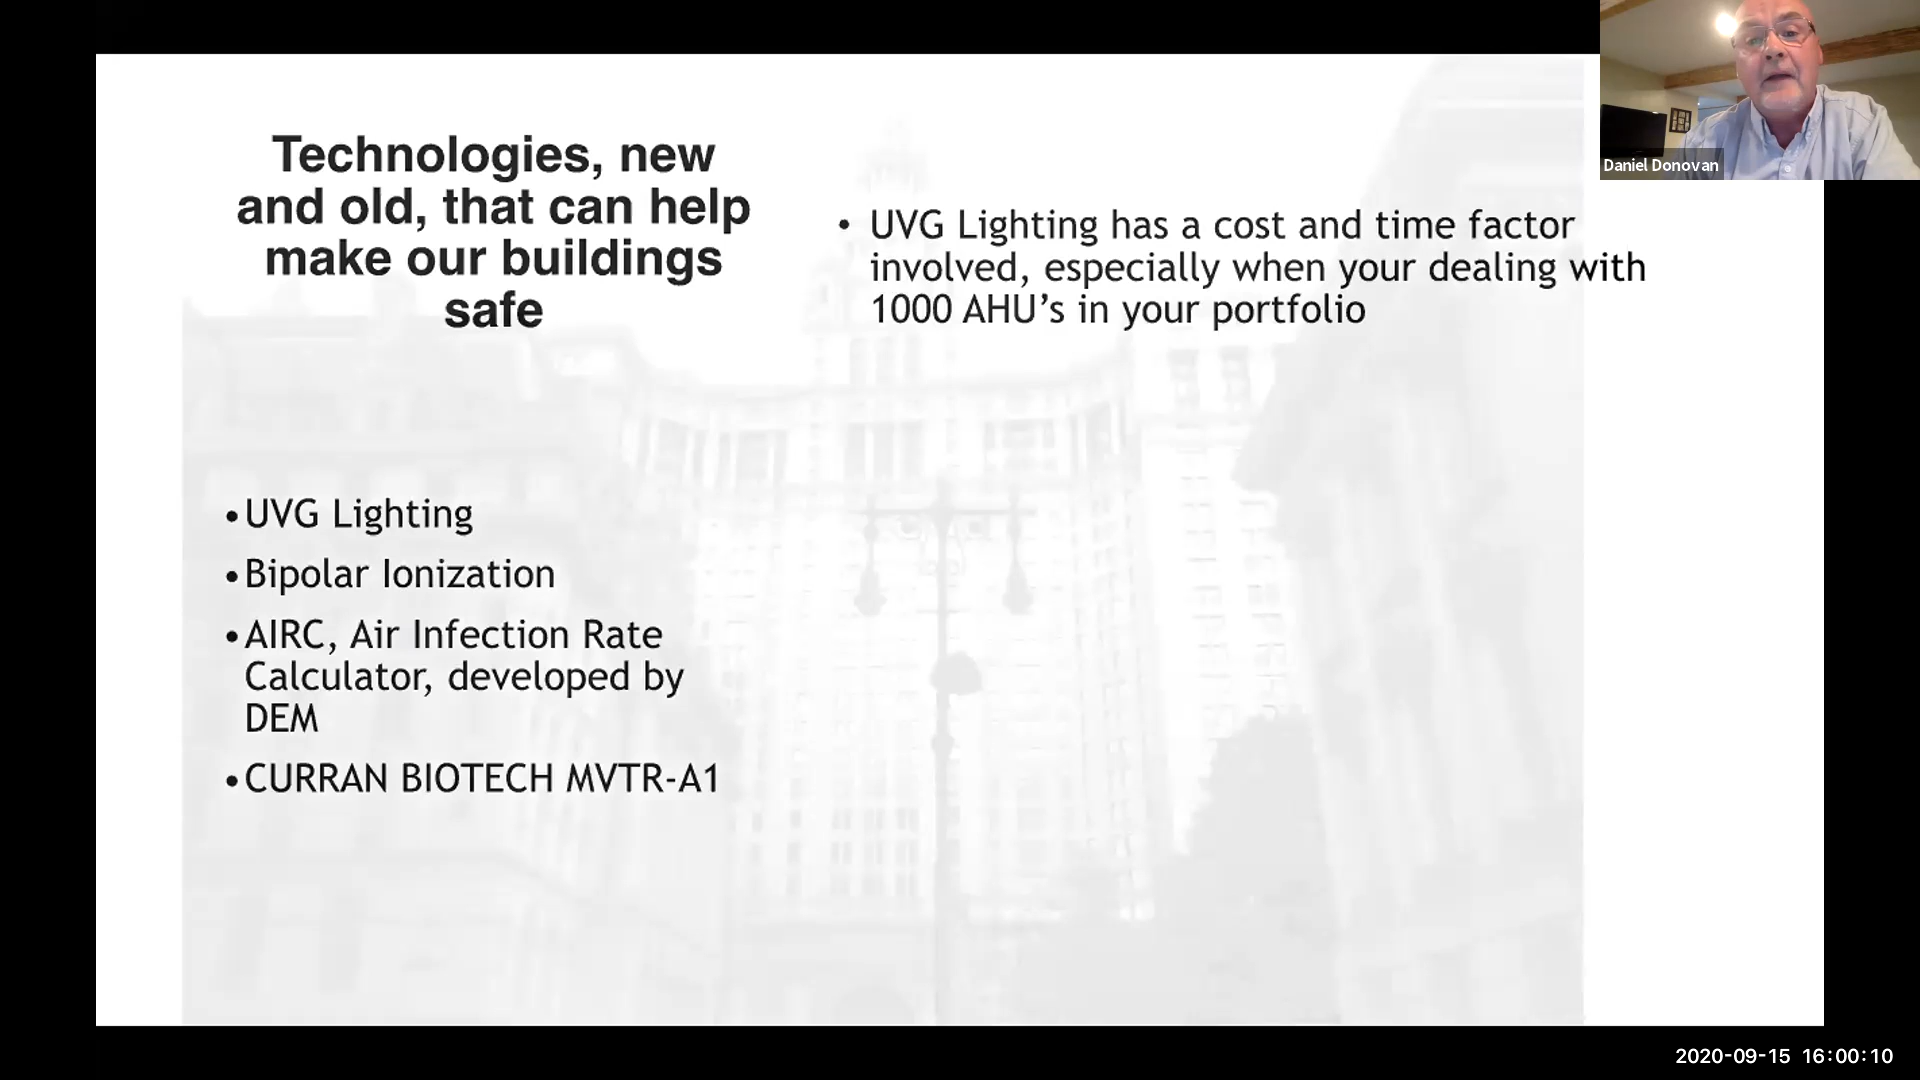 Technologies, new
and old, that can help
make our buildings
safe
• UVG Lighting
• Bipolar Ionization
• AIRC, Air Infection Rate
Calculator, developed by
DEM
• CURRAN BIOTECH MVTR-A1
• UVG Lighting has a cost and time factor
involved, especially when your dealing with
1000 AHU’s in your portfolio
Daniel Donovan
2020-09-15 16:00:10